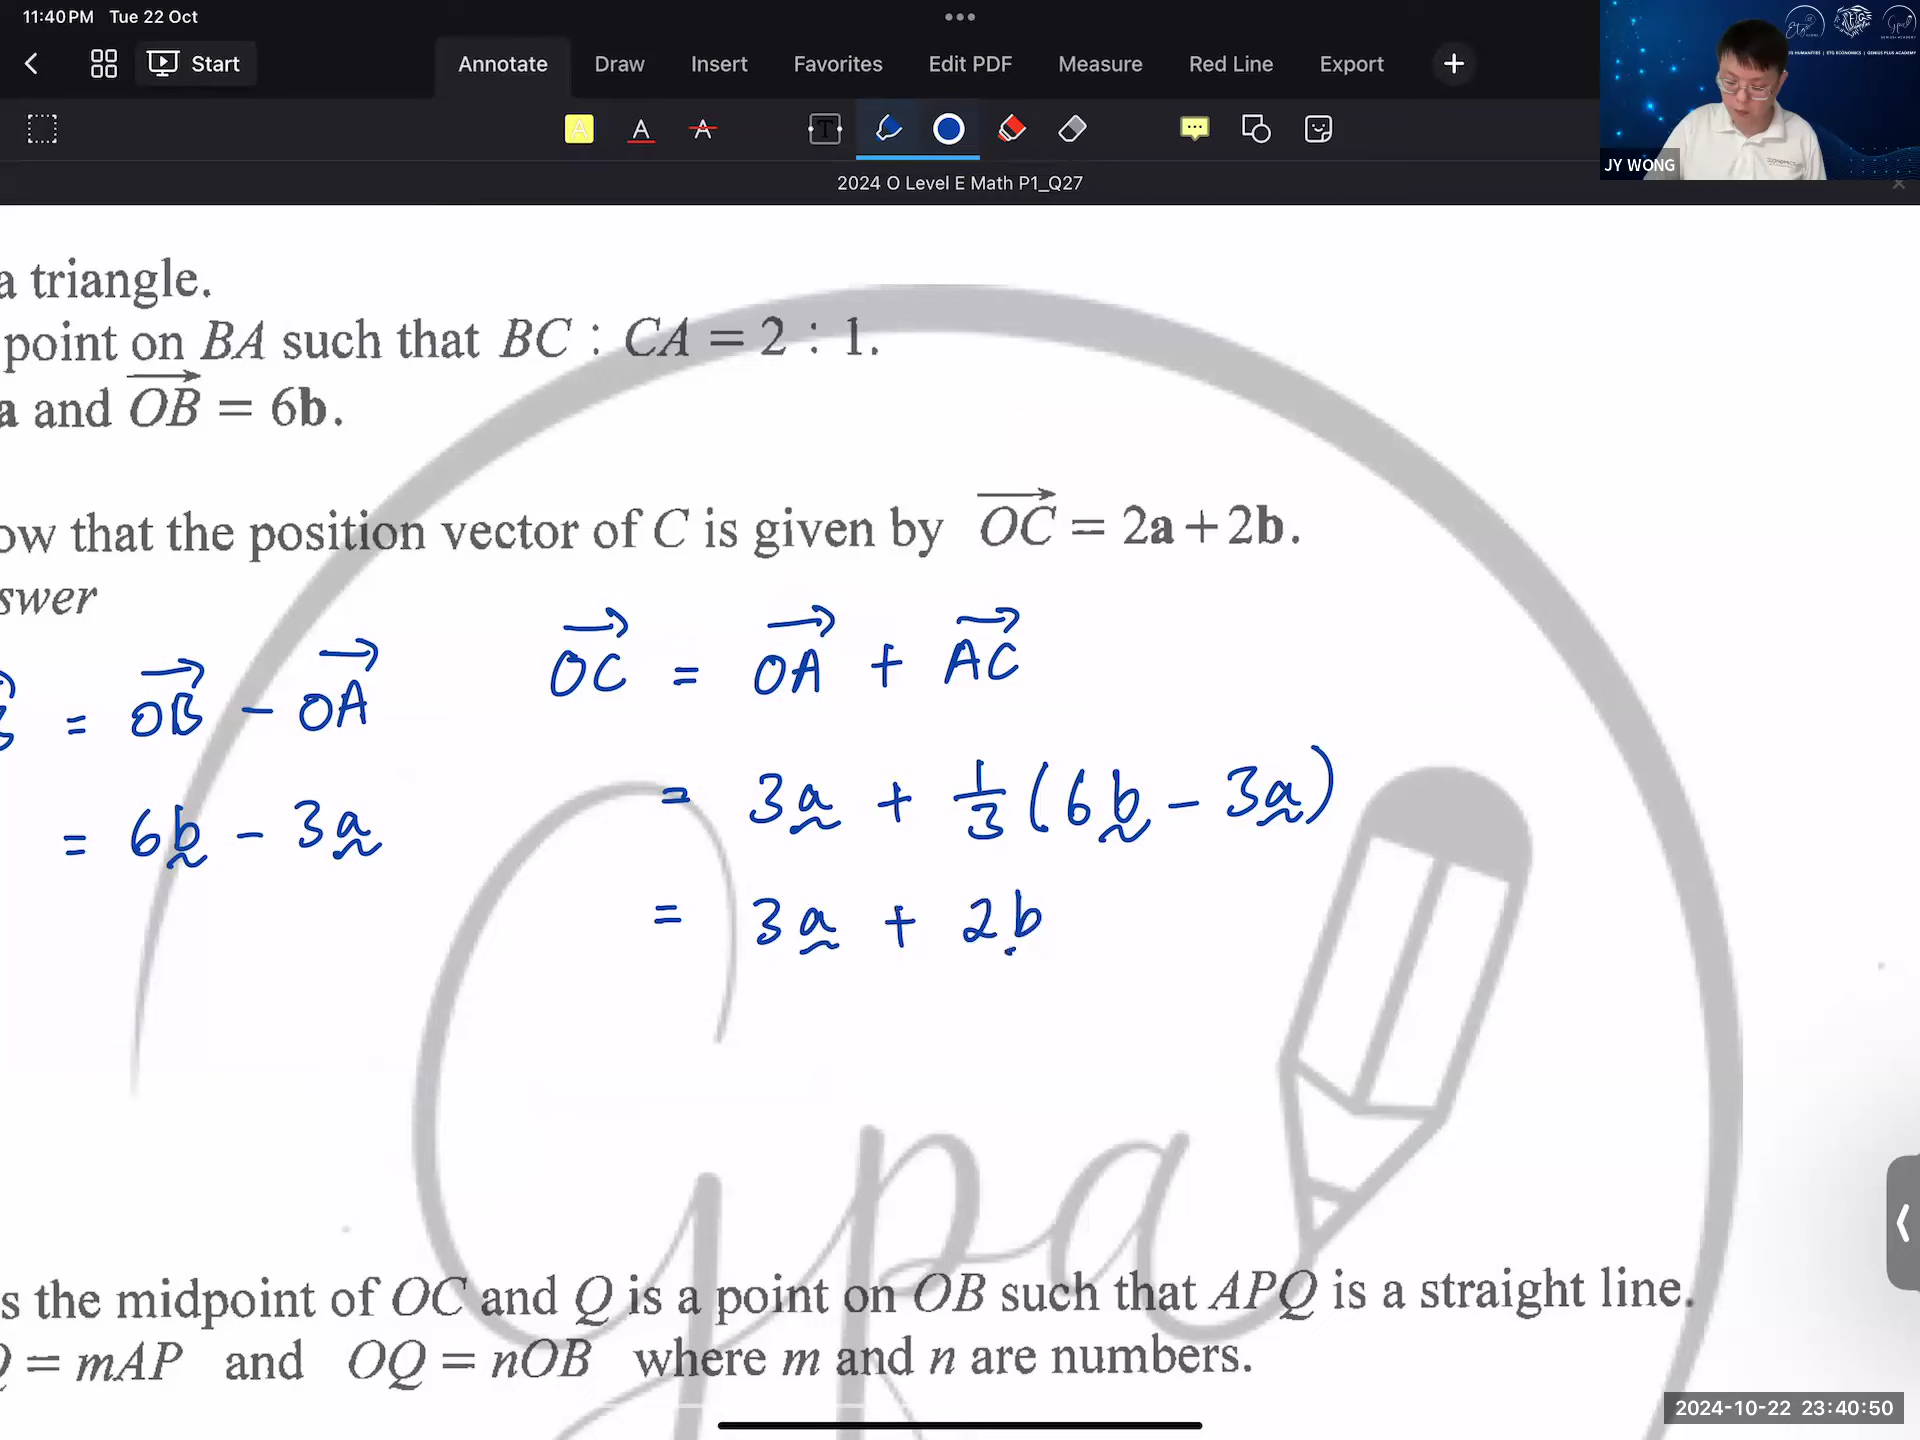 11:40 PM Tue 22 Oct
Start
Annotate Draw Insert Favorites Edit PDF Measure Red Line Export
2024 O Level E Math P1_Q27
JY WONG
a triangle.
point on BA such that BC : CA = 2 : 1.
a and OB = 6b.
ow that the position vector of C is given by OC = 2a + 2b.
swer
= OB - OA
= 6b - 3a
OC = OA + AC
= 3a + 1/3 (6b - 3a)
= 3a + 2b
Gpa
s the midpoint of OC and Q is a point on OB such that APQ is a straight line.
Q = mAP and OQ = nOB where m and n are numbers.
2024-10-22 23:40:50